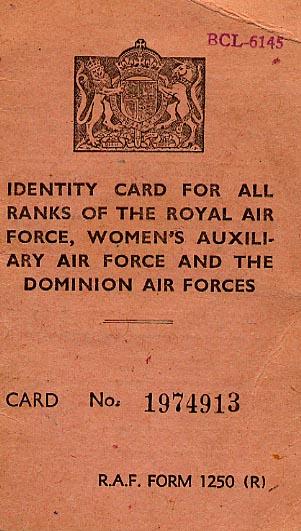 BCL-6145
IDENTITY CARD FOR ALL
RANKS OF THE ROYAL AIR
FORCE, WOMEN'S AUXILI-
ARY AIR FORCE AND THE
DOMINION AIR FORCES
CARD No. 1974913
R.A.F. FORM 1250 (R)